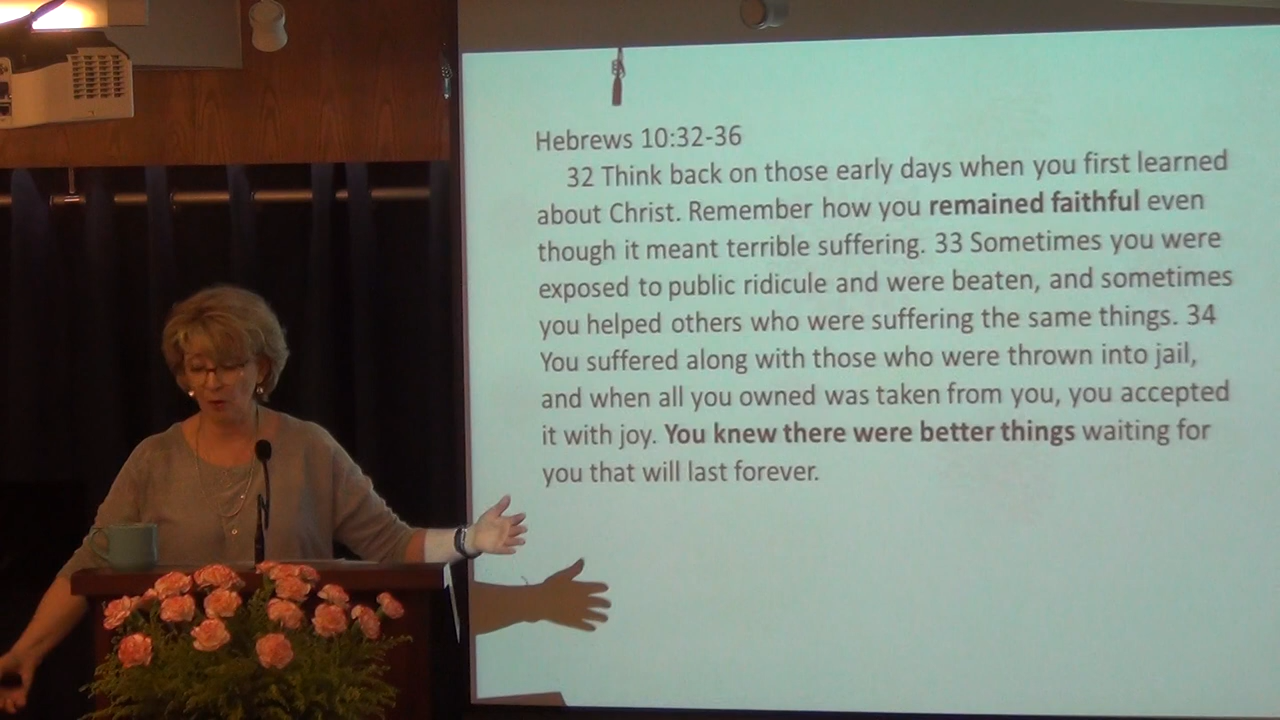 Hebrews 10:32-36
32 Think back on those early days when you first learned
about Christ. Remember how you remained faithful even
though it meant terrible suffering. 33 Sometimes you were
exposed to public ridicule and were beaten, and sometimes
you helped others who were suffering the same things. 34
You suffered along with those who were thrown into jail,
and when all you owned was taken from you, you accepted
it with joy. You knew there were better things waiting for
you that will last forever.